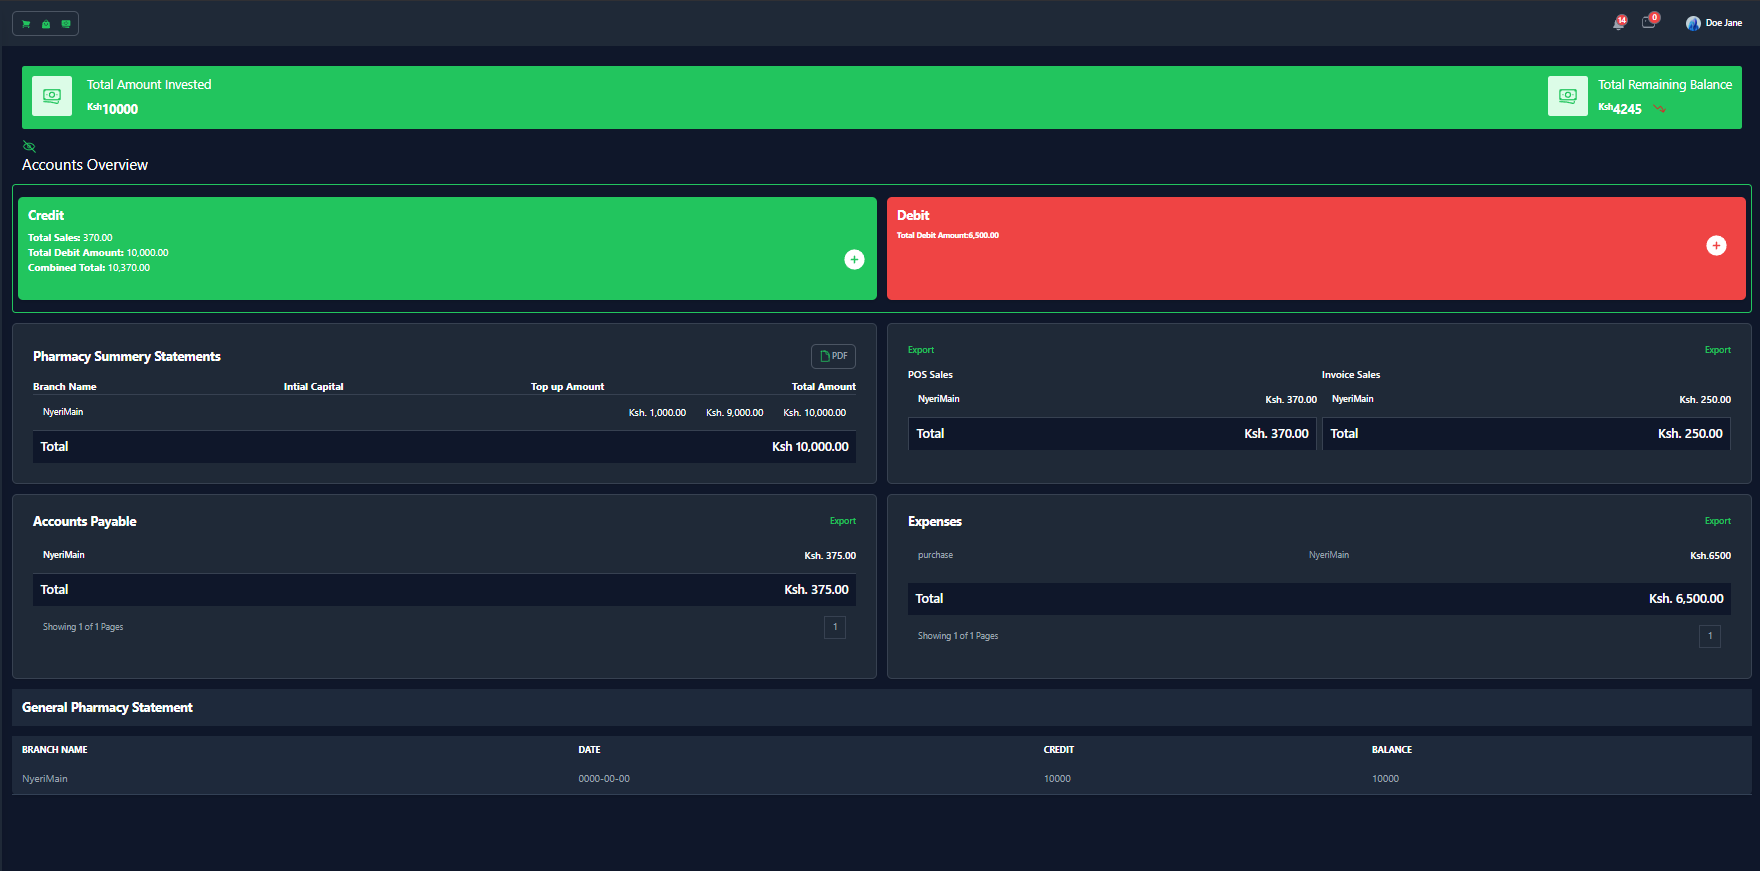 14
0
Doe Jane
Total Amount Invested
Ksh10000
Total Remaining Balance
Ksh4245
Accounts Overview
Credit
Total Sales: 370.00
Total Debit Amount: 10,000.00
Combined Total: 10,370.00
Debit
Total Debit Amount:6,500.00
Pharmacy Summery Statements
PDF
Branch Name Intial Capital Top up Amount Total Amount
NyeriMain Ksh. 1,000.00 Ksh. 9,000.00 Ksh. 10,000.00
Total Ksh 10,000.00
Export
POS Sales
NyeriMain Ksh. 370.00
Total Ksh. 370.00
Export
Invoice Sales
NyeriMain Ksh. 250.00
Total Ksh. 250.00
Accounts Payable Export
NyeriMain Ksh. 375.00
Total Ksh. 375.00
Showing 1 of 1 Pages 1
Expenses Export
purchase NyeriMain Ksh.6500
Total Ksh. 6,500.00
Showing 1 of 1 Pages 1
General Pharmacy Statement
BRANCH NAME DATE CREDIT BALANCE
NyeriMain 0000-00-00 10000 10000